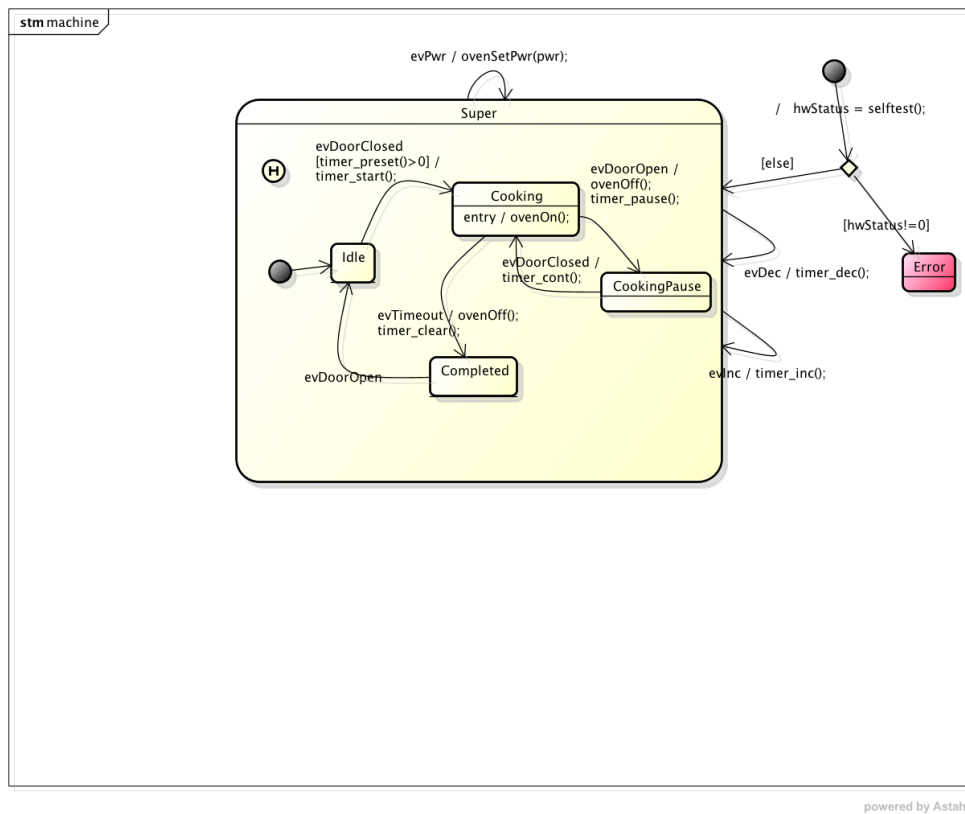 stm machine
evPwr / ovenSetPwr(pwr);
/ hwStatus = selftest();
Super
evDoorClosed
[timer_preset()>0] /
timer_start();
H
[else]
evDoorOpen /
ovenOff();
timer_pause();
Cooking
entry / ovenOn();
[hwStatus!=0]
Idle
evDoorClosed /
timer_cont();
Error
evDec / timer_dec();
CookingPause
evTimeout / ovenOff();
timer_clear();
Completed
evDoorOpen
evInc / timer_inc();
powered by Astah